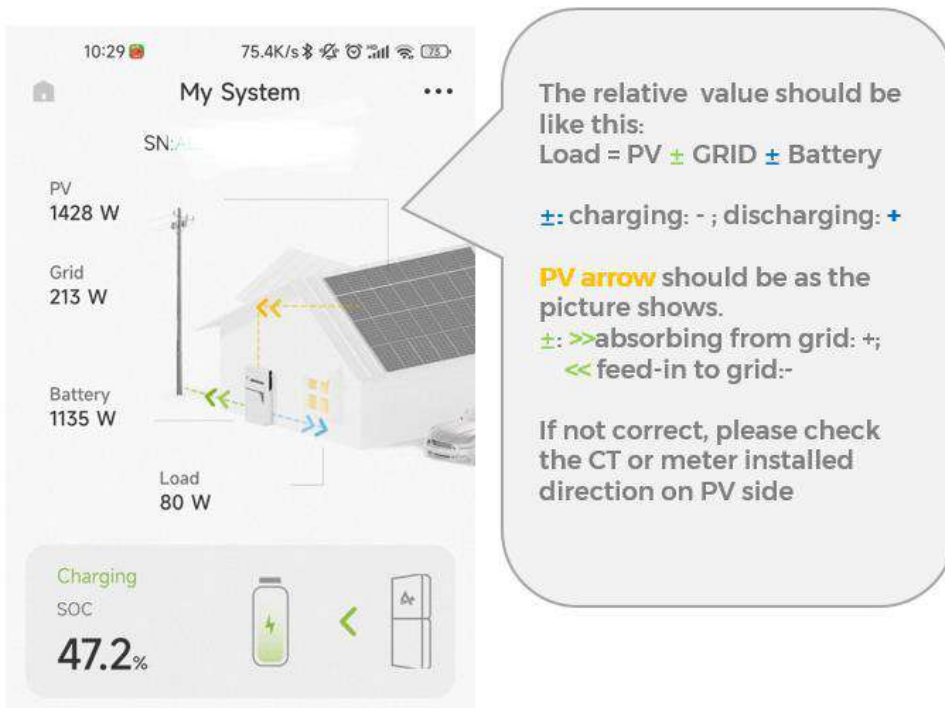 10:29
75.4K/s
73
My System
SN:
PV
1428 W
Grid
213 W
Battery
1135 W
Load
80 W
Charging
SOC
47.2%
The relative value should be
like this:
Load = PV ± GRID ± Battery
±: charging: - ; discharging: +
PV arrow should be as the
picture shows.
±: >>absorbing from grid: +;
<< feed-in to grid:-
If not correct, please check
the CT or meter installed
direction on PV side